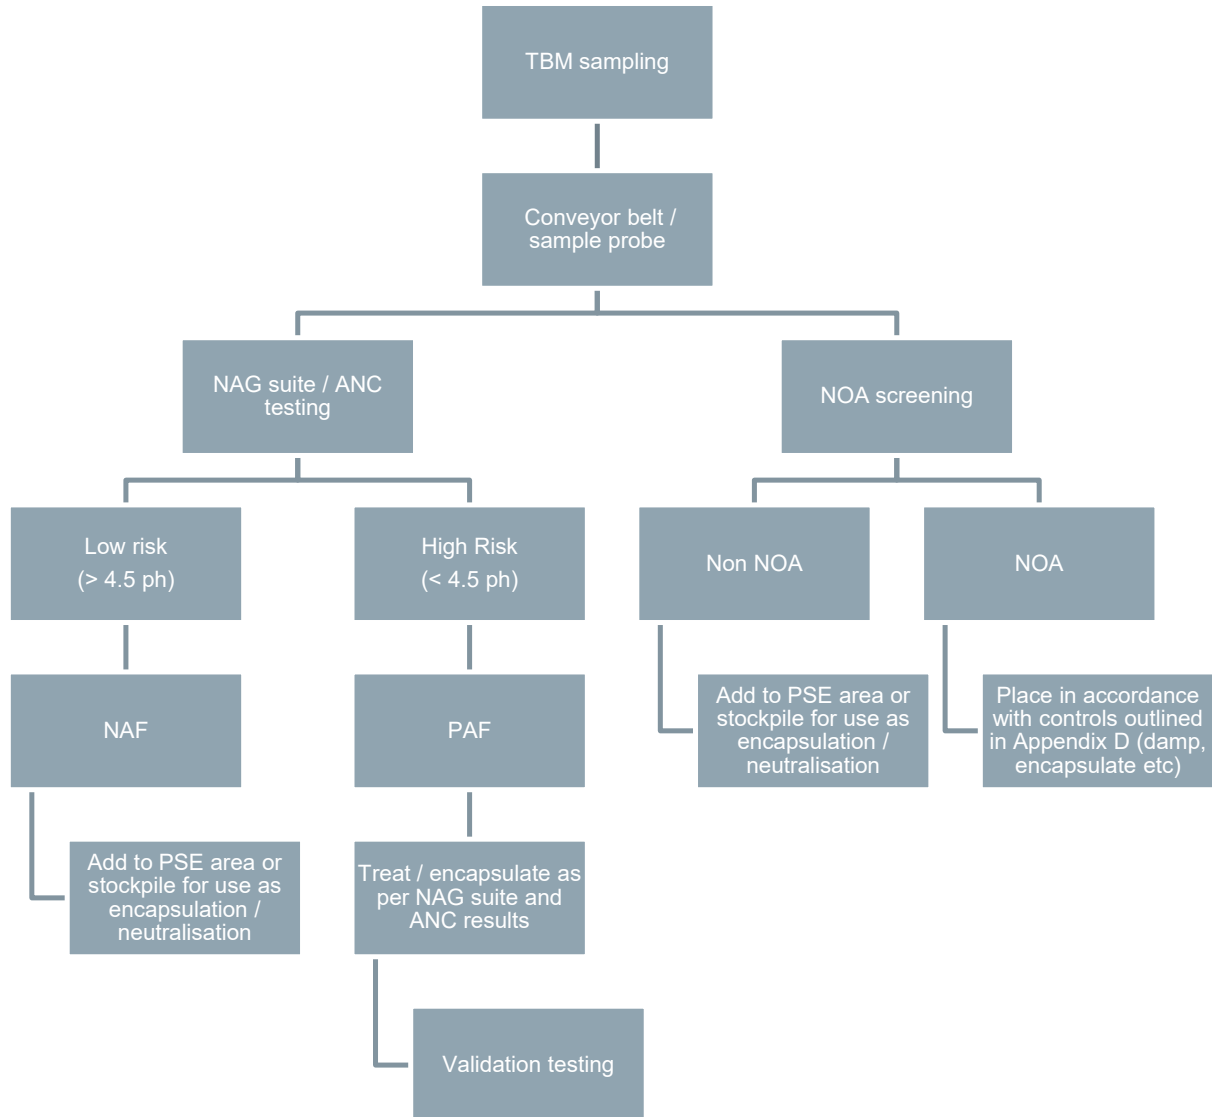 TBM sampling
Conveyor belt /
sample probe
NAG suite / ANC
testing
NOA screening
Low risk
(> 4.5 ph)
High Risk
(< 4.5 ph)
Non NOA
NOA
NAF
PAF
Add to PSE area or
stockpile for use as
encapsulation /
neutralisation
Place in accordance
with controls outlined
in Appendix D (damp,
encapsulate etc)
Add to PSE area or
stockpile for use as
encapsulation /
neutralisation
Treat / encapsulate as
per NAG suite and
ANC results
Validation testing